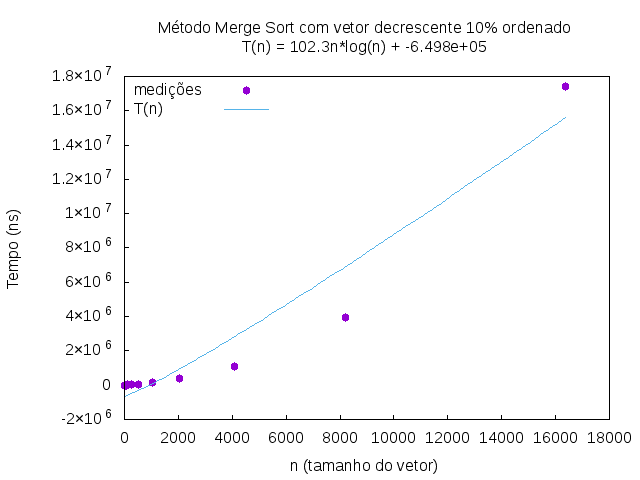 Método Merge Sort com vetor decrescente 10% ordenado
T(n) = 102.3n*log(n) + -6.498e+05
medições
T(n)
1.8×10^7
1.6×10^7
1.4×10^7
1.2×10^7
1×10^7
8×10^6
6×10^6
4×10^6
2×10^6
0
-2×10^6
Tempo (ns)
0 2000 4000 6000 8000 10000 12000 14000 16000 18000
n (tamanho do vetor)